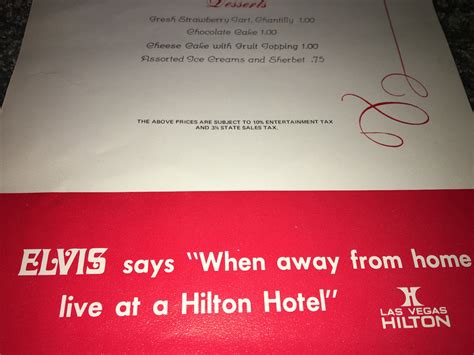 Desserts
Fresh Strawberry Tart, Chantilly 1.00
Chocolate Cake 1.00
Cheese Cake with Fruit Topping 1.00
Assorted Ice Creams and Sherbet .75
THE ABOVE PRICES ARE SUBJECT TO 10% ENTERTAINMENT TAX
AND 3½% STATE SALES TAX.
ELVIS says "When away from home
live at a Hilton Hotel"
LAS VEGAS
HILTON